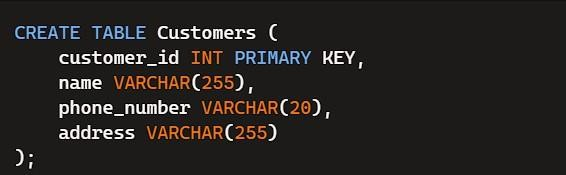 CREATE TABLE Customers (
    customer_id INT PRIMARY KEY,
    name VARCHAR(255),
    phone_number VARCHAR(20),
    address VARCHAR(255)
);